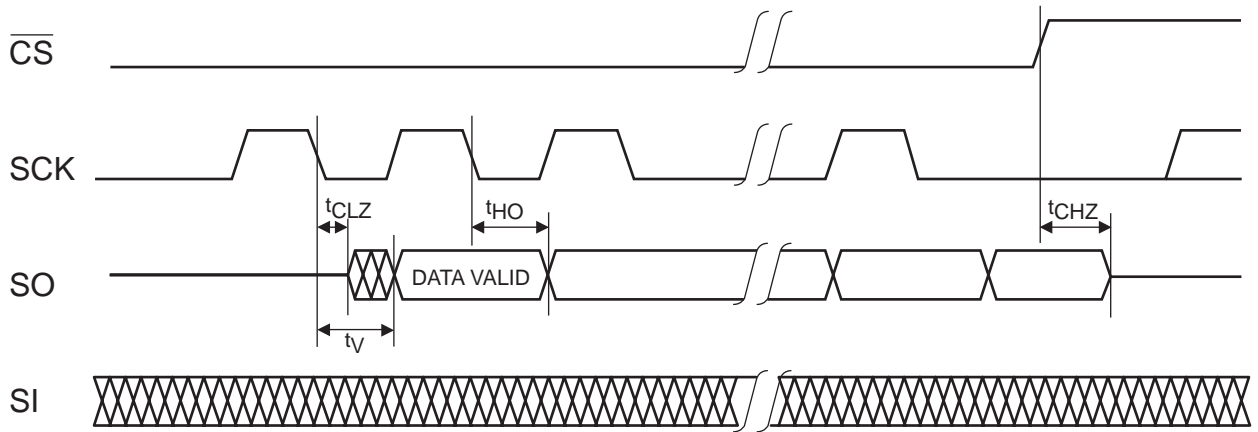 CS
SCK
tCLZ
tHO
tCHZ
SO
DATA VALID
tV
SI